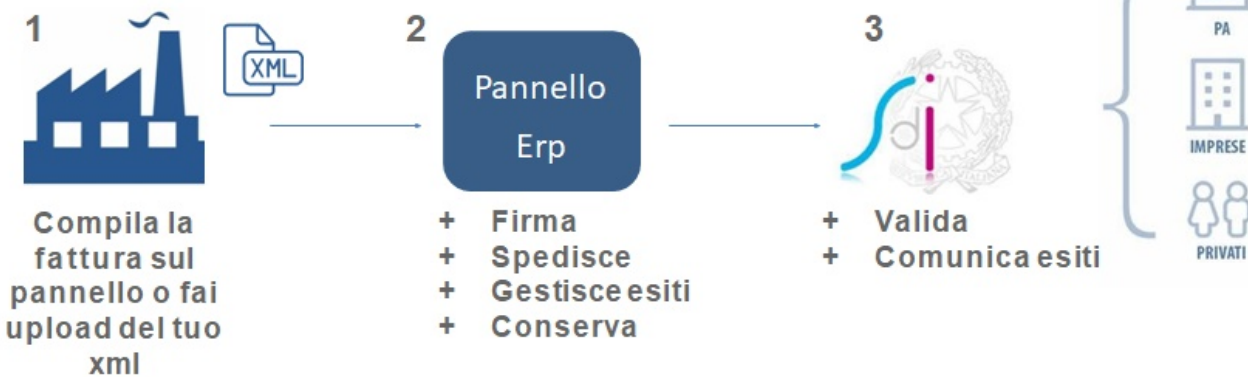 1
XML
Compila la
fattura sul
pannello o fai
upload del tuo
xml
2
Pannello
Erp
+ Firma
+ Spedisce
+ Gestisce esiti
+ Conserva
3
Sdi
+ Valida
+ Comunica esiti
PA
IMPRESE
PRIVATI